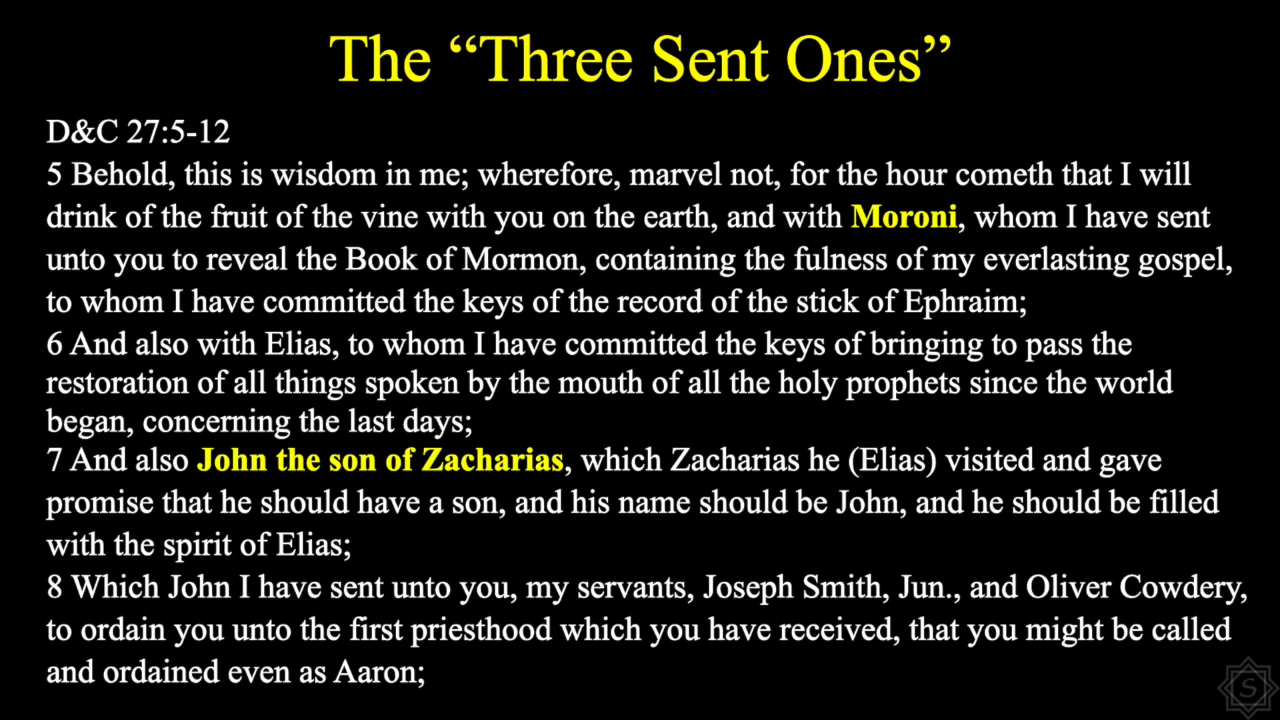 The “Three Sent Ones”
D&C 27:5-12
5 Behold, this is wisdom in me; wherefore, marvel not, for the hour cometh that I will
drink of the fruit of the vine with you on the earth, and with Moroni, whom I have sent
unto you to reveal the Book of Mormon, containing the fulness of my everlasting gospel,
to whom I have committed the keys of the record of the stick of Ephraim;
6 And also with Elias, to whom I have committed the keys of bringing to pass the
restoration of all things spoken by the mouth of all the holy prophets since the world
began, concerning the last days;
7 And also John the son of Zacharias, which Zacharias he (Elias) visited and gave
promise that he should have a son, and his name should be John, and he should be filled
with the spirit of Elias;
8 Which John I have sent unto you, my servants, Joseph Smith, Jun., and Oliver Cowdery,
to ordain you unto the first priesthood which you have received, that you might be called
and ordained even as Aaron;
S